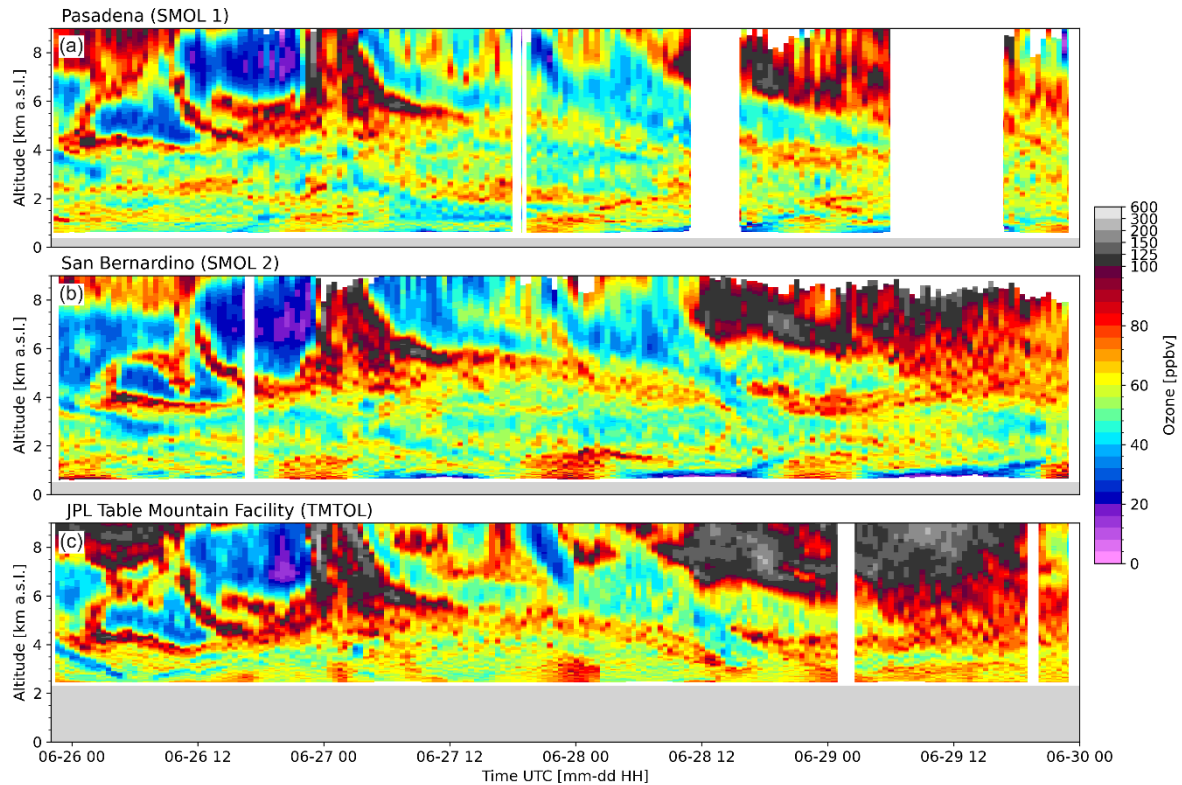 Pasadena (SMOL 1)
(a)
8
6
4
2
0
Altitude [km a.s.l.]
San Bernardino (SMOL 2)
(b)
8
6
4
2
0
Altitude [km a.s.l.]
JPL Table Mountain Facility (TMTOL)
(c)
8
6
4
2
0
Altitude [km a.s.l.]
06-26 00 06-26 12 06-27 00 06-27 12 06-28 00 06-28 12 06-29 00 06-29 12 06-30 00
Time UTC [mm-dd HH]
600
300
200
150
125
100
80
60
40
20
0
Ozone [ppbv]